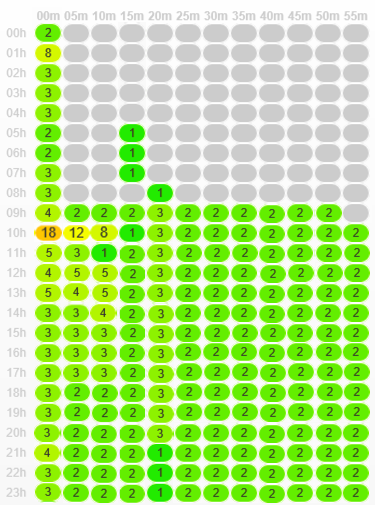 00m 05m 10m 15m 20m 25m 30m 35m 40m 45m 50m 55m
00h 2
01h 8
02h 3
03h 3
04h 3
05h 2 1
06h 2 1
07h 3 1
08h 3 1
09h 4 2 2 2 3 2 2 2 2 2 2
10h 18 12 8 1 3 2 2 2 2 2 2 2
11h 5 3 1 2 3 2 2 2 2 2 2 2
12h 4 5 5 2 3 2 2 2 2 2 2 2
13h 5 4 5 2 3 2 2 2 2 2 2 2
14h 3 3 4 2 3 2 2 2 2 2 2 2
15h 3 3 3 2 3 2 2 2 2 2 2 2
16h 3 3 3 2 3 2 2 2 2 2 2 2
17h 3 3 3 2 3 2 2 2 2 2 2 2
18h 3 2 2 2 3 2 2 2 2 2 2 2
19h 3 2 2 2 3 2 2 2 2 2 2 2
20h 3 2 2 2 3 2 2 2 2 2 2 2
21h 4 2 2 2 1 2 2 2 2 2 2 2
22h 3 2 2 2 1 2 2 2 2 2 2 2
23h 3 2 2 2 1 2 2 2 2 2 2 2